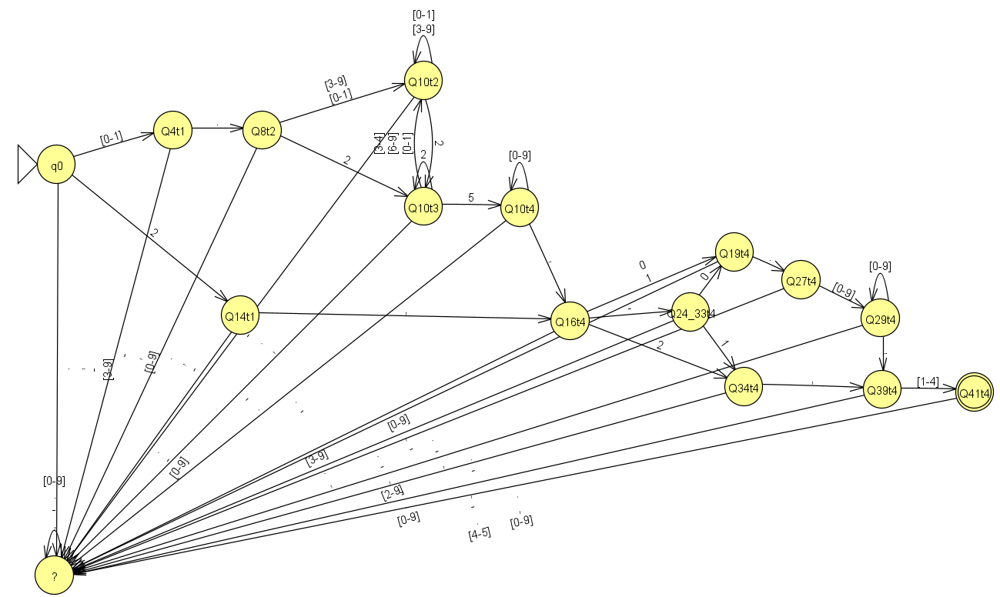 [0-1]
[3-9]
Q10t2
[3-9]
[0-1]
Q4t1
.
Q8t2
[0-1]
[3-4]
[6-9]
[0-1]
2
2
2
[0-9]
q0
Q10t3
5
Q10t4
2
Q19t4
.
0
1
0
Q27t4
[0-9]
[0-9]
Q14t1
,
Q16t4
-
Q24_33t4
Q29t4
1
2
[3-9]
[0-9]
Q34t4
,
Q39t4
[1-4]
Q41t4
[0-9]
[3-9]
[0-9]
[0-9]
[2-9]
[0-9]
[4-5]
[0-9]
?